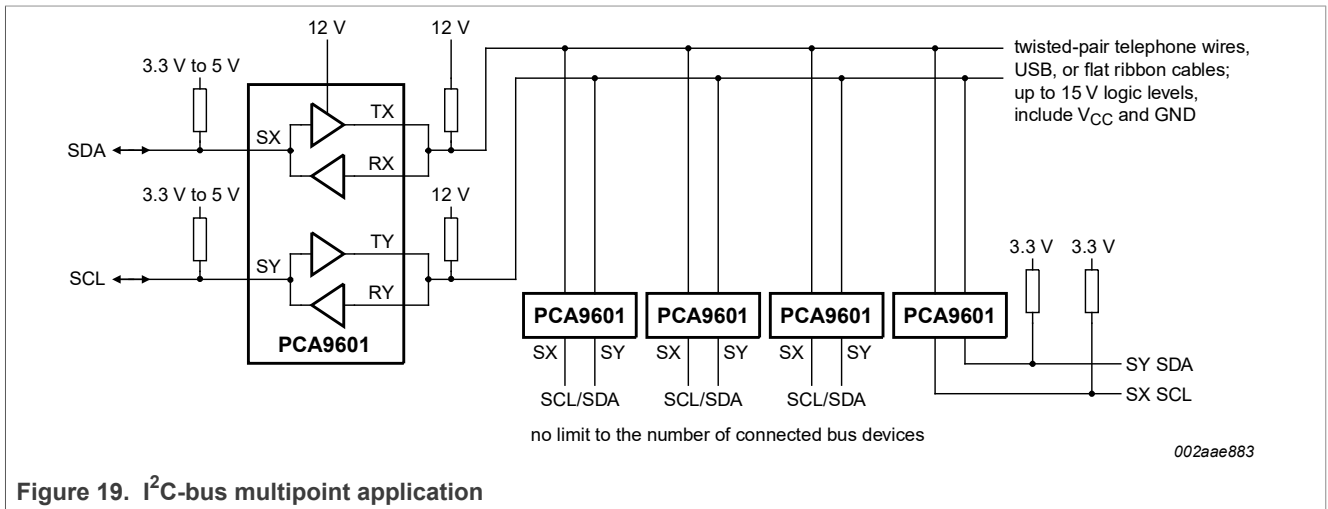 12 V
12 V
3.3 V to 5 V
twisted-pair telephone wires,
USB, or flat ribbon cables;
up to 15 V logic levels,
include VCC and GND
TX
SX
SDA
RX
3.3 V to 5 V
12 V
TY
SY
SCL
RY
PCA9601
3.3 V 3.3 V
PCA9601 PCA9601 PCA9601 PCA9601
SX SY SX SY SX SY
SY SDA
SX SCL
SCL/SDA SCL/SDA SCL/SDA
no limit to the number of connected bus devices
002aae883
Figure 19. I²C-bus multipoint application